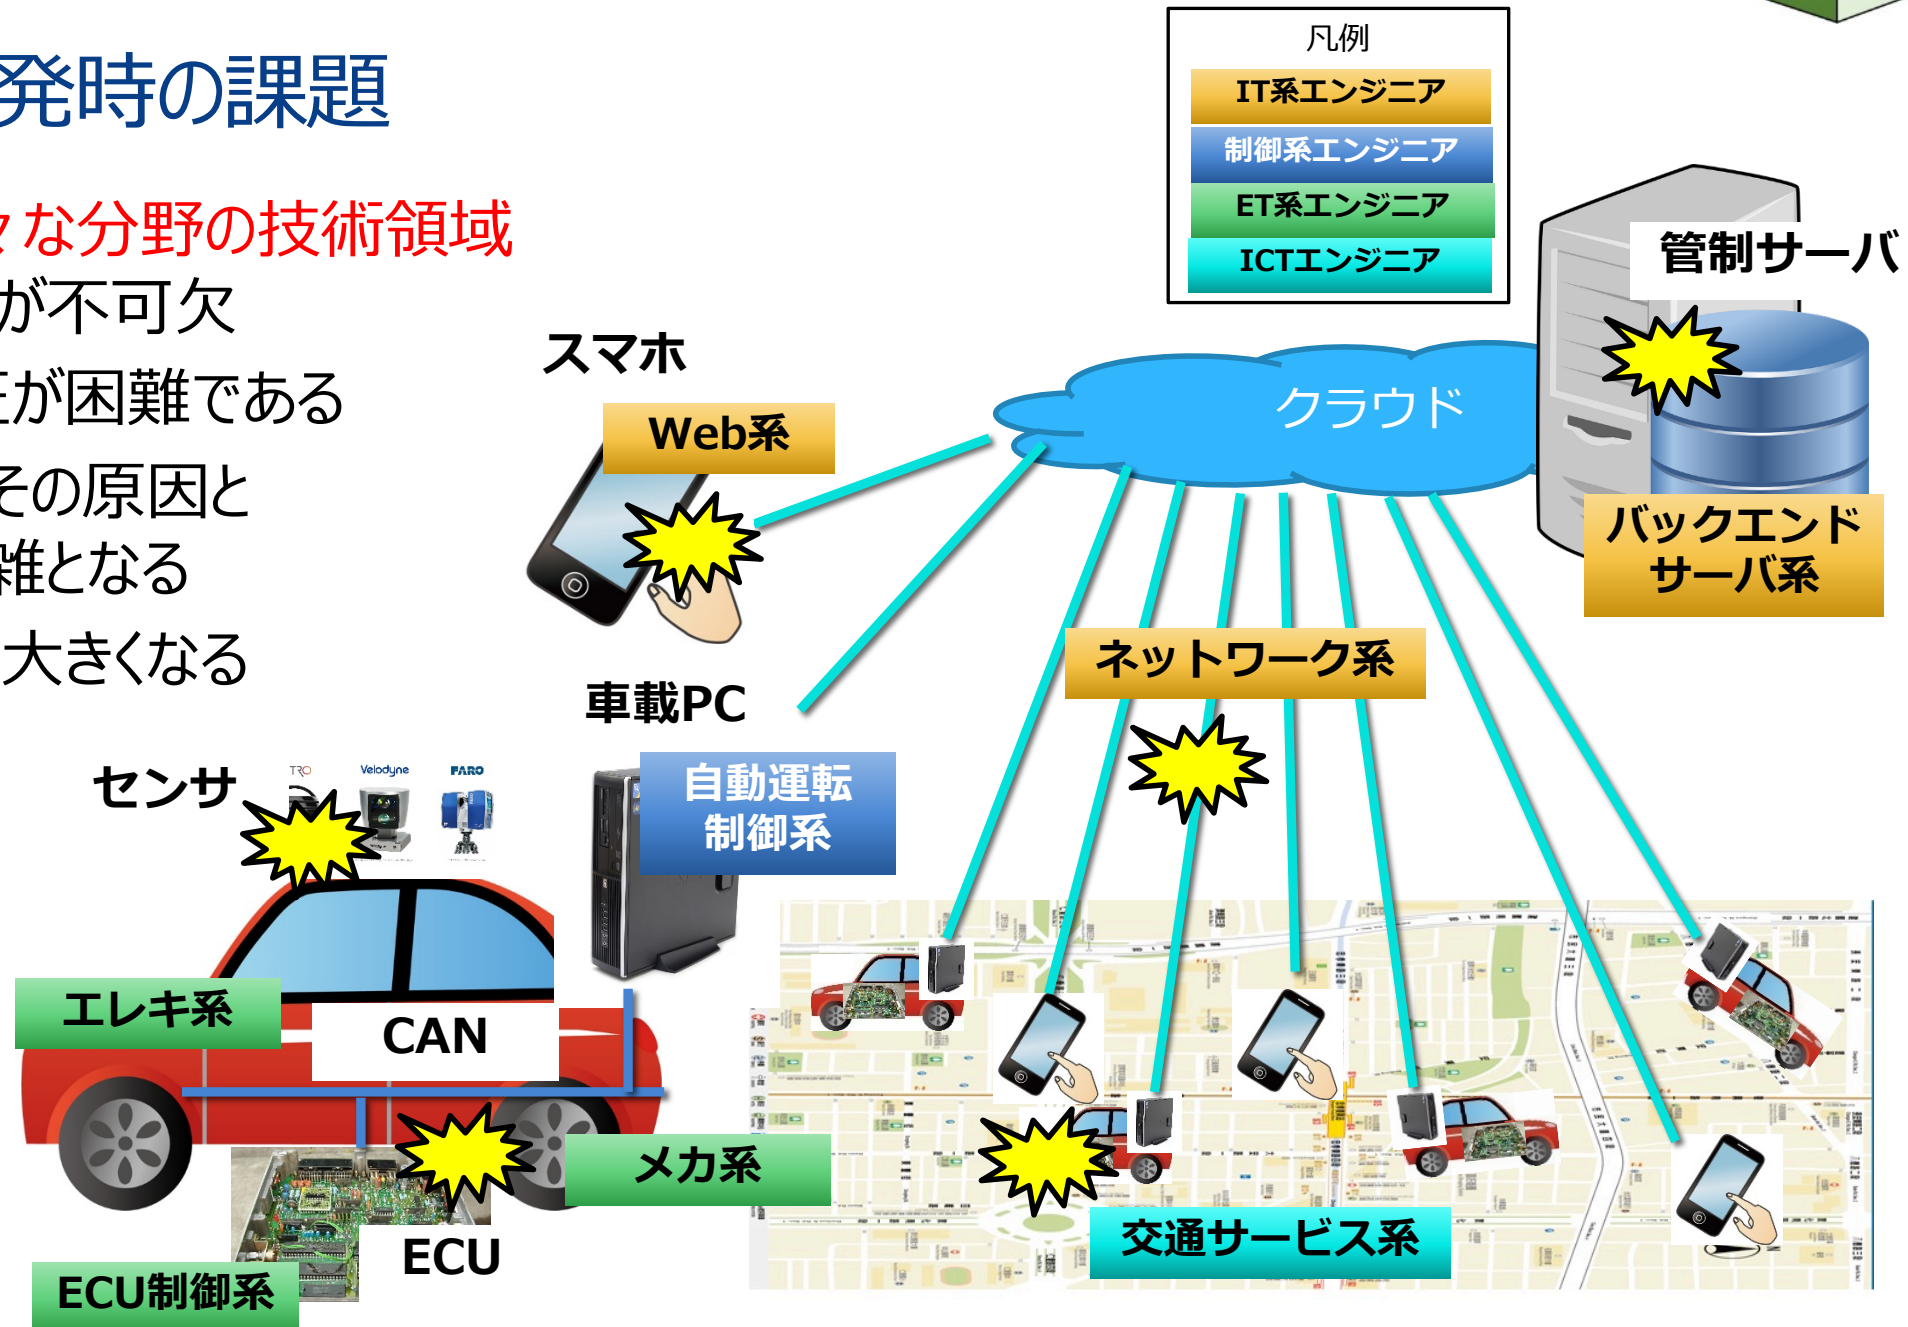 発時の課題
々な分野の技術領域
が不可欠
が困難である
その原因と
雑となる
大きくなる
凡例
IT系エンジニア
制御系エンジニア
ET系エンジニア
ICTエンジニア
管制サーバ
スマホ
クラウド
Web系
バックエンド
サーバ系
ネットワーク系
車載PC
センサ
TRO
Velodyne
FARO
自動運転
制御系
エレキ系
CAN
メカ系
交通サービス系
ECU
ECU制御系